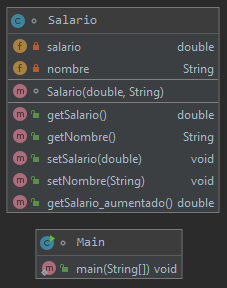 C Salario
f salario double
f nombre String
m Salario(double, String)
m getSalario() double
m getNombre() String
m setSalario(double) void
m setNombre(String) void
m getSalario_aumentado() double
C Main
m main(String[]) void